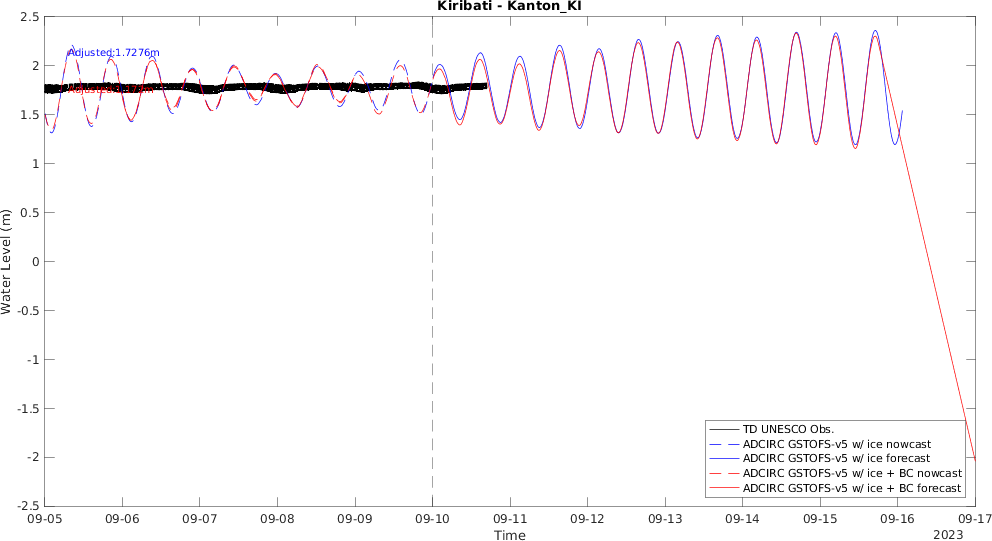 Kiribati - Kanton_KI
Water Level (m)
2.5
2
1.5
1
0.5
0
-0.5
-1
-1.5
-2
-2.5
Adjusted:1.7276m
TD UNESCO Obs.
ADCIRC GSTOFS-v5 w/ ice nowcast
ADCIRC GSTOFS-v5 w/ ice forecast
ADCIRC GSTOFS-v5 w/ ice + BC nowcast
ADCIRC GSTOFS-v5 w/ ice + BC forecast
09-05 09-06 09-07 09-08 09-09 09-10 09-11 09-12 09-13 09-14 09-15 09-16 09-17
Time
2023